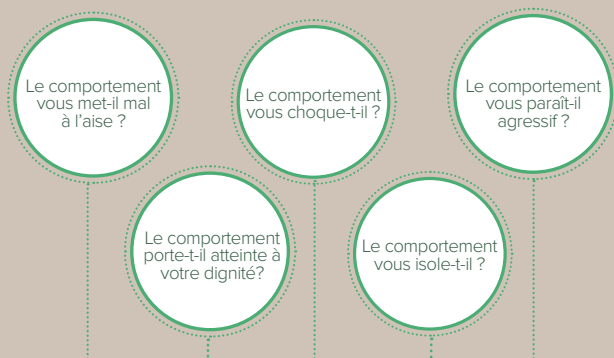 Le comportement
vous met-il mal
à l'aise ?
Le comportement
vous choque-t-il ?
Le comportement
vous paraît-il
agressif ?
Le comportement
porte-t-il atteinte à
votre dignité?
Le comportement
vous isole-t-il ?